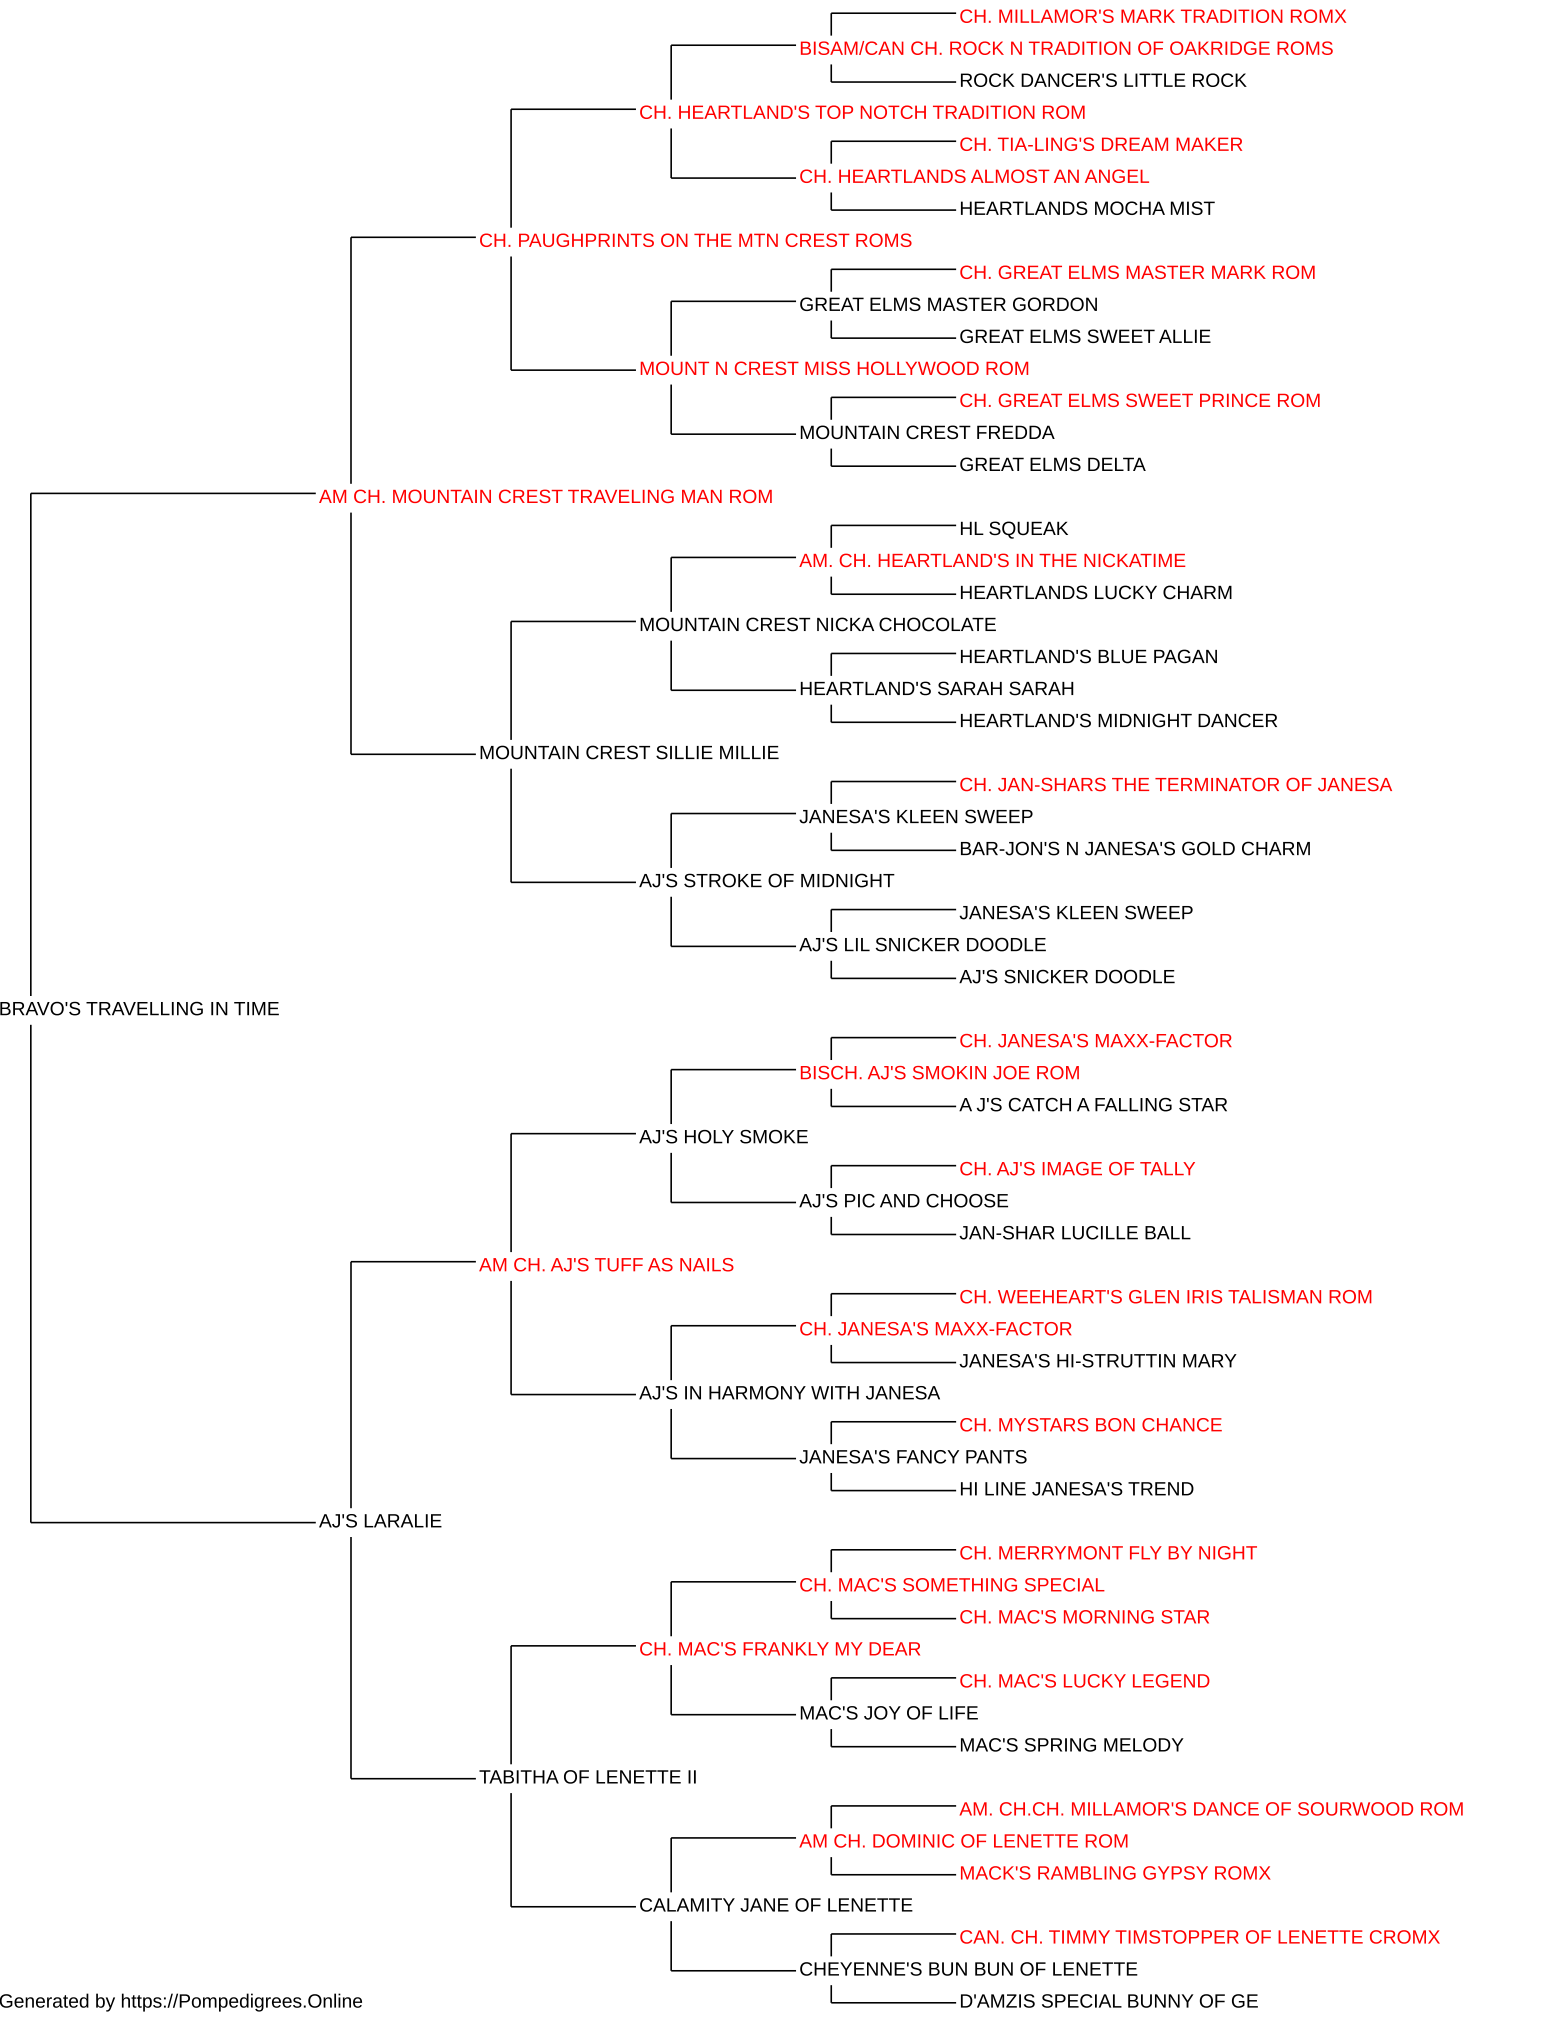 CH. MILLAMOR'S MARK TRADITION ROMX
BISAM/CAN CH. ROCK N TRADITION OF OAKRIDGE ROMS
ROCK DANCER'S LITTLE ROCK
CH. HEARTLAND'S TOP NOTCH TRADITION ROM
CH. TIA-LING'S DREAM MAKER
CH. HEARTLANDS ALMOST AN ANGEL
HEARTLANDS MOCHA MIST
CH. PAUGHPRINTS ON THE MTN CREST ROMS
CH. GREAT ELMS MASTER MARK ROM
GREAT ELMS MASTER GORDON
GREAT ELMS SWEET ALLIE
MOUNT N CREST MISS HOLLYWOOD ROM
CH. GREAT ELMS SWEET PRINCE ROM
MOUNTAIN CREST FREDDA
GREAT ELMS DELTA
AM CH. MOUNTAIN CREST TRAVELING MAN ROM
HL SQUEAK
AM. CH. HEARTLAND'S IN THE NICKATIME
HEARTLANDS LUCKY CHARM
MOUNTAIN CREST NICKA CHOCOLATE
HEARTLAND'S BLUE PAGAN
HEARTLAND'S SARAH SARAH
HEARTLAND'S MIDNIGHT DANCER
MOUNTAIN CREST SILLIE MILLIE
CH. JAN-SHARS THE TERMINATOR OF JANESA
JANESA'S KLEEN SWEEP
BAR-JON'S N JANESA'S GOLD CHARM
AJ'S STROKE OF MIDNIGHT
JANESA'S KLEEN SWEEP
AJ'S LIL SNICKER DOODLE
AJ'S SNICKER DOODLE
BRAVO'S TRAVELLING IN TIME
CH. JANESA'S MAXX-FACTOR
BISCH. AJ'S SMOKIN JOE ROM
A J'S CATCH A FALLING STAR
AJ'S HOLY SMOKE
CH. AJ'S IMAGE OF TALLY
AJ'S PIC AND CHOOSE
JAN-SHAR LUCILLE BALL
AM CH. AJ'S TUFF AS NAILS
CH. WEEHEART'S GLEN IRIS TALISMAN ROM
CH. JANESA'S MAXX-FACTOR
JANESA'S HI-STRUTTIN MARY
AJ'S IN HARMONY WITH JANESA
CH. MYSTARS BON CHANCE
JANESA'S FANCY PANTS
HI LINE JANESA'S TREND
AJ'S LARALIE
CH. MERRYMONT FLY BY NIGHT
CH. MAC'S SOMETHING SPECIAL
CH. MAC'S MORNING STAR
CH. MAC'S FRANKLY MY DEAR
CH. MAC'S LUCKY LEGEND
MAC'S JOY OF LIFE
MAC'S SPRING MELODY
TABITHA OF LENETTE II
AM. CH.CH. MILLAMOR'S DANCE OF SOURWOOD ROM
AM CH. DOMINIC OF LENETTE ROM
MACK'S RAMBLING GYPSY ROMX
CALAMITY JANE OF LENETTE
CAN. CH. TIMMY TIMSTOPPER OF LENETTE CROMX
CHEYENNE'S BUN BUN OF LENETTE
D'AMZIS SPECIAL BUNNY OF GE
Generated by https://Pompedigrees.Online